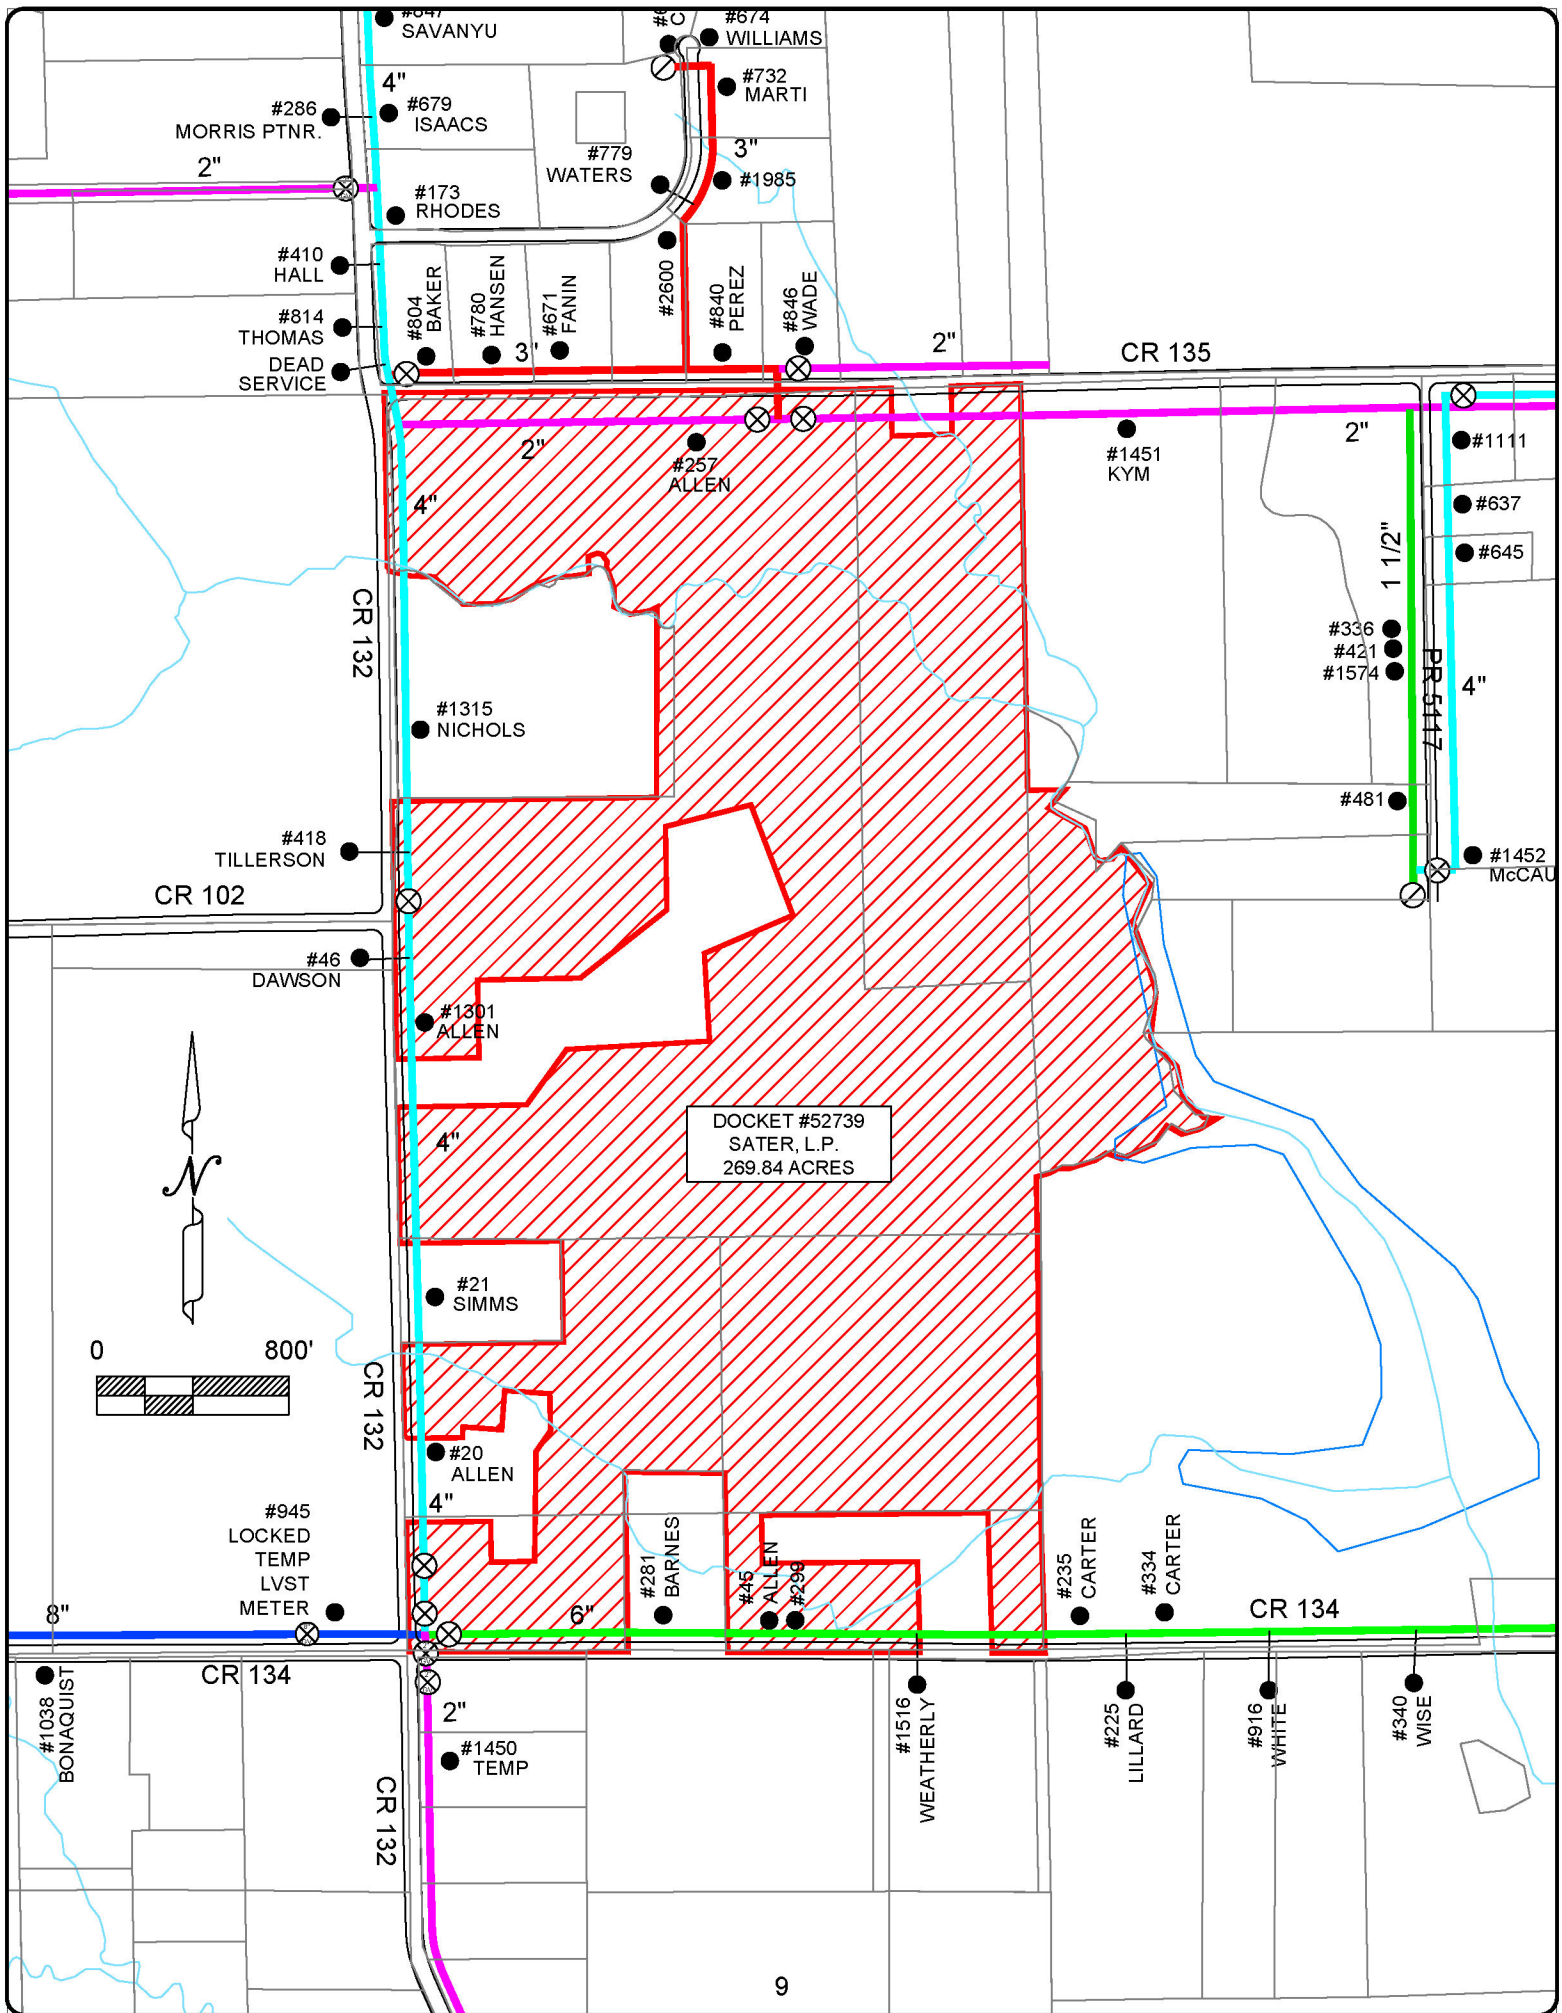 #847
SAVANYU
#674
WILLIAMS
4"
#732
MARTI
#286
MORRIS PTNR.
#679
ISAACS
3"
#779
WATERS
2"
#1985
#173
RHODES
#410
HALL
#804
BAKER
#780
HANSEN
#671
FANIN
#2600
#840
PEREZ
#846
WADE
#814
THOMAS
3'
2"
CR 135
DEAD
SERVICE
2"
#257
ALLEN
#1451
KYM
2"
#1111
4"
#637
1 1/2"
#645
CR 132
#336
#421
#1574
PR 5117
4"
#1315
NICHOLS
#481
#418
TILLERSON
#1452
McCAU
CR 102
#46
DAWSON
#1301
ALLEN
4"
DOCKET #52739
SATER, L.P.
269.84 ACRES
N
#21
SIMMS
0 800'
CR 132
#20
ALLEN
4"
#945
LOCKED
TEMP
LVST
METER
#281
BARNES
#45
ALLEN
#299
#235
CARTER
#334
CARTER
8"
6"
CR 134
CR 134
#1038
BONAQUIST
2"
#1516
WEATHERLY
#225
LILLARD
#916
WHITE
#340
WISE
#1450
TEMP
CR 132
9